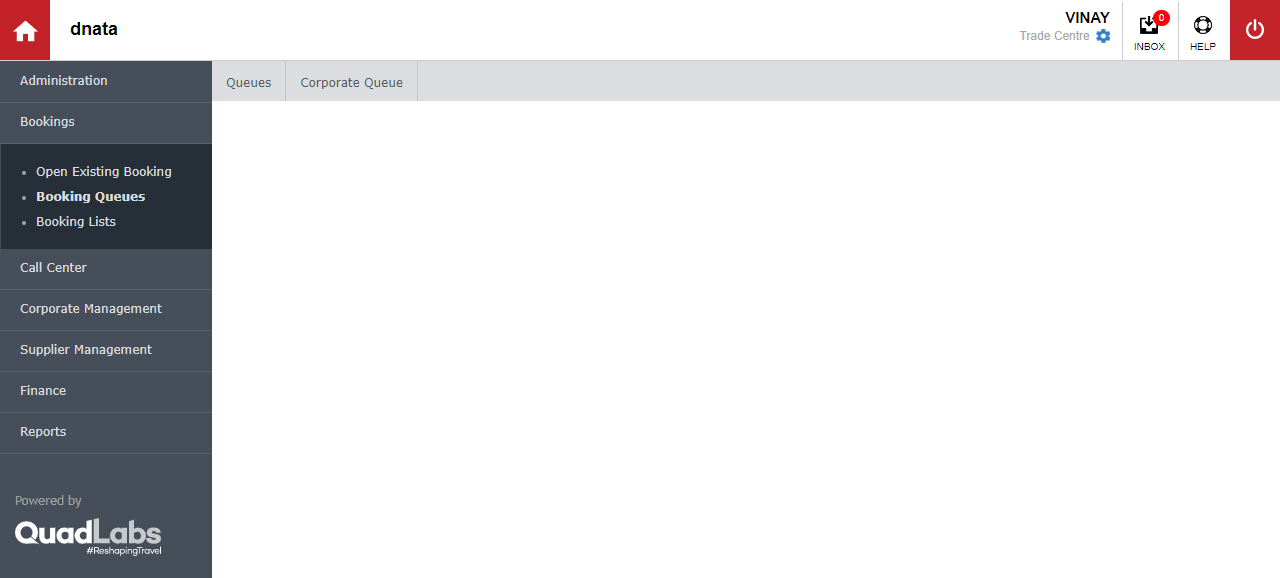 dnata
VINAY
Trade Centre
0
INBOX
HELP
Administration
Bookings
Open Existing Booking
Booking Queues
Booking Lists
Call Center
Corporate Management
Supplier Management
Finance
Reports
Powered by
QuadLabs
#ReshapingTravel
Queues
Corporate Queue